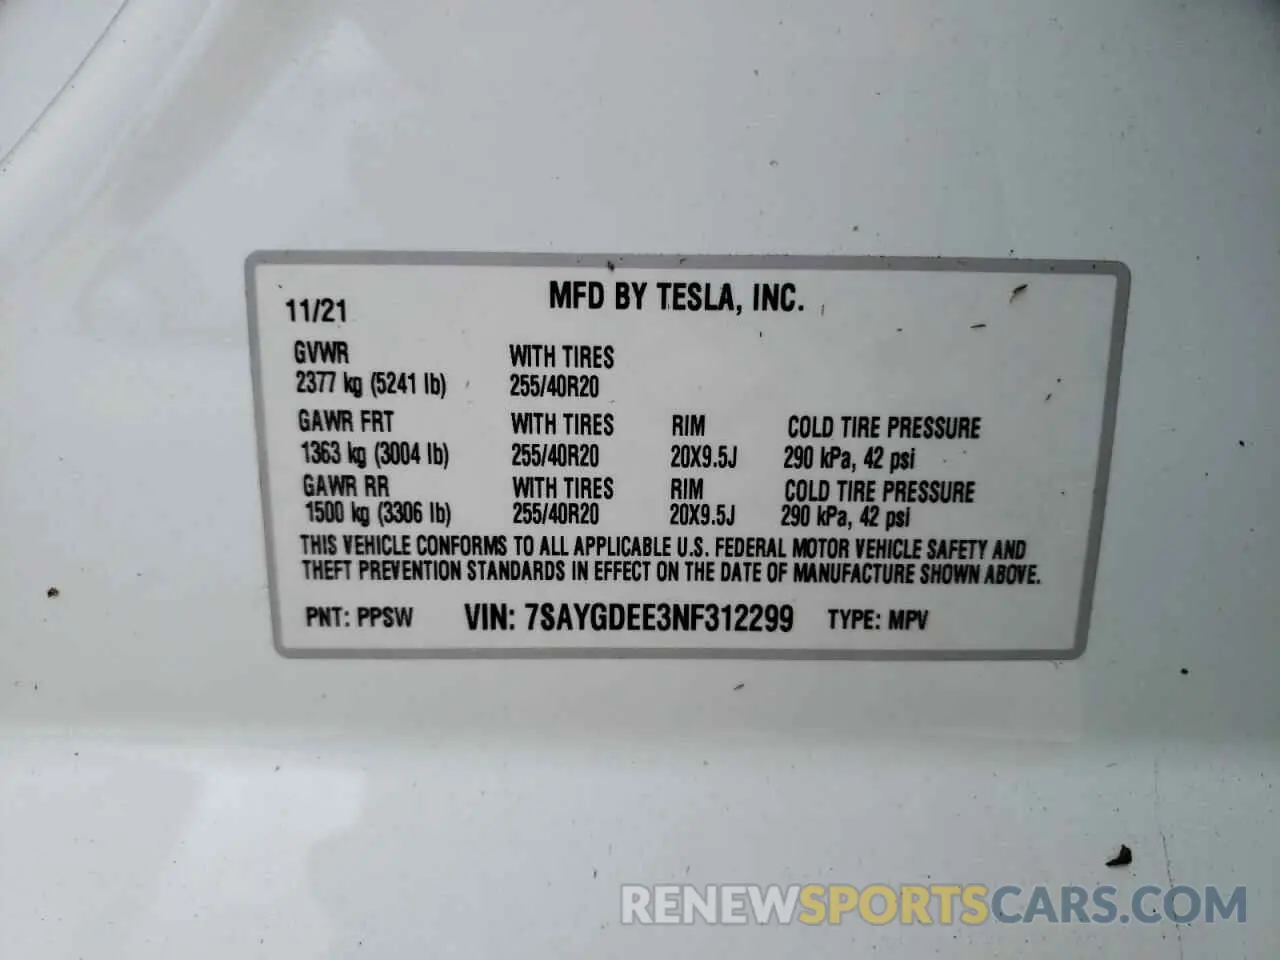 MFD BY TESLA, INC.
11/21
GVWR WITH TIRES
2377 kg (5241 lb) 255/40R20
GAWR FRT WITH TIRES RIM COLD TIRE PRESSURE
1363 kg (3004 lb) 255/40R20 20X9.5J 290 kPa, 42 psi
GAWR RR WITH TIRES RIM COLD TIRE PRESSURE
1500 kg (3306 lb) 255/40R20 20X9.5J 290 kPa, 42 psi
THIS VEHICLE CONFORMS TO ALL APPLICABLE U.S. FEDERAL MOTOR VEHICLE SAFETY AND
THEFT PREVENTION STANDARDS IN EFFECT ON THE DATE OF MANUFACTURE SHOWN ABOVE.
PNT: PPSW VIN: 7SAYGDEE3NF312299 TYPE: MPV
RENEWSPORTSCARS.COM